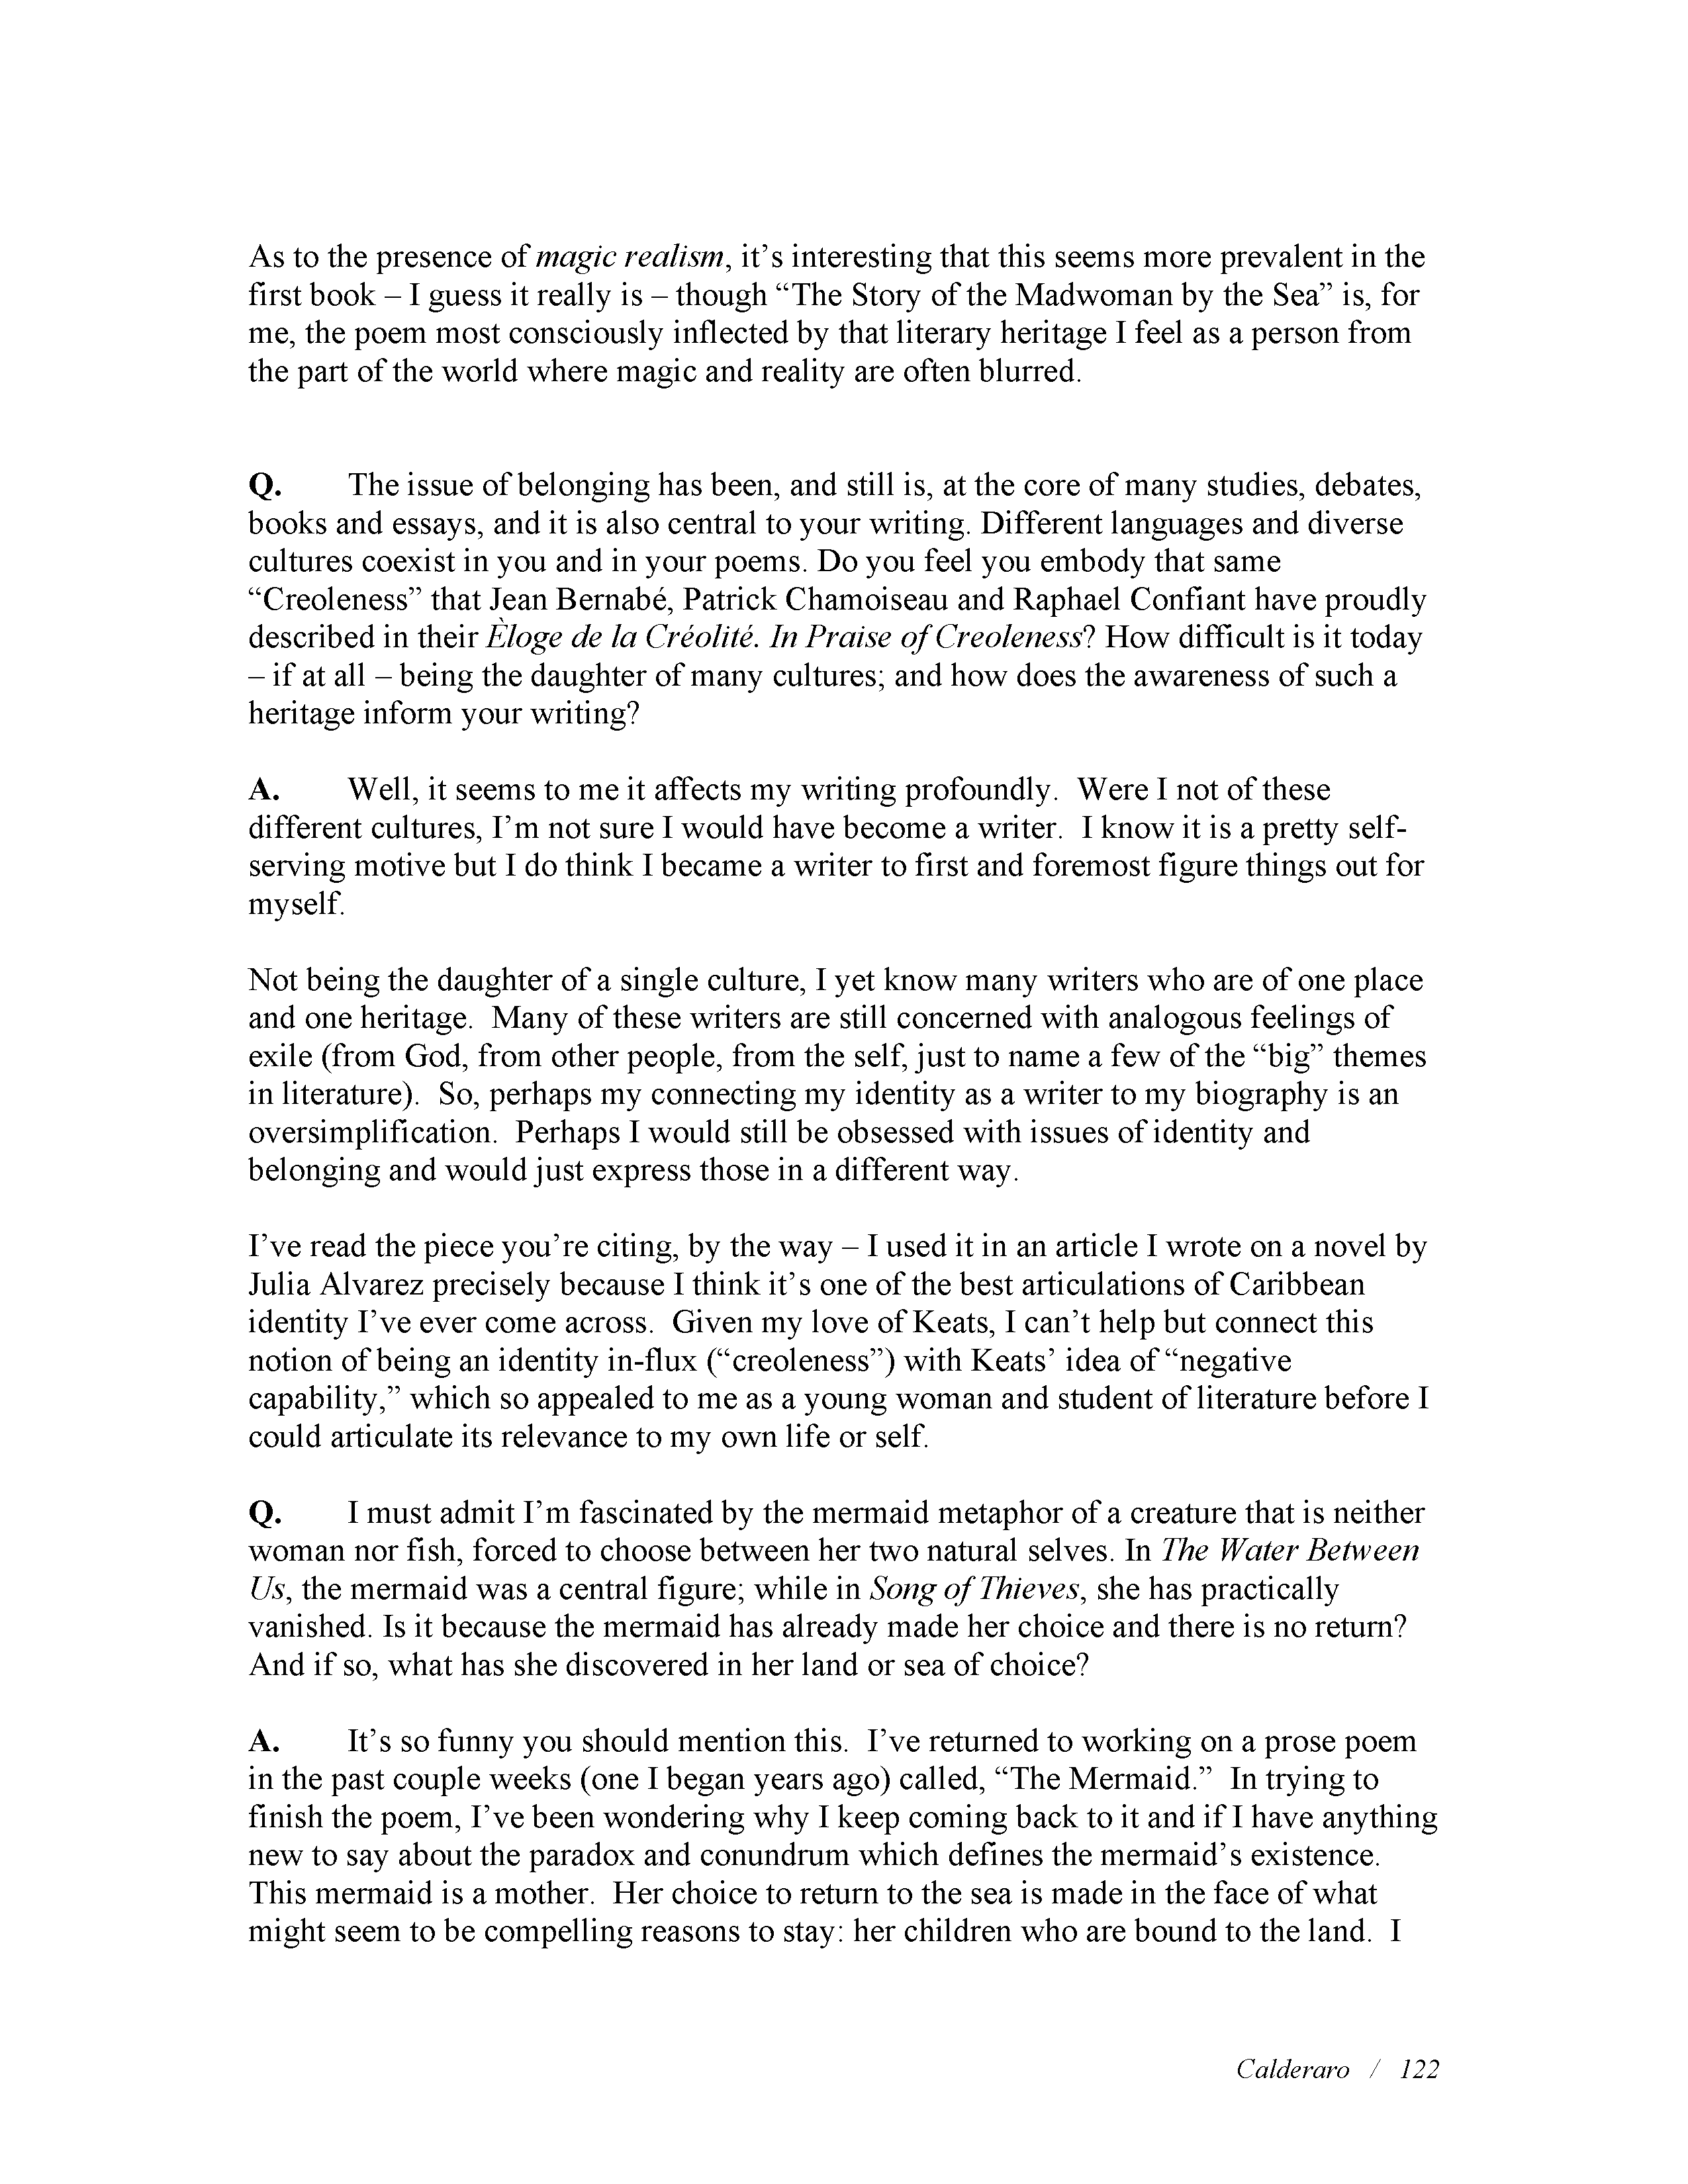 As to the presence of magic realism, it’s interesting that this seems more prevalent in the
first book – I guess it really is – though “The Story of the Madwoman by the Sea” is, for
me, the poem most consciously inflected by that literary heritage I feel as a person from
the part of the world where magic and reality are often blurred.
Q. The issue of belonging has been, and still is, at the core of many studies, debates,
books and essays, and it is also central to your writing. Different languages and diverse
cultures coexist in you and in your poems. Do you feel you embody that same
“Creoleness” that Jean Bernabé, Patrick Chamoiseau and Raphael Confiant have proudly
described in their Èloge de la Créolité. In Praise of Creoleness? How difficult is it today
– if at all – being the daughter of many cultures; and how does the awareness of such a
heritage inform your writing?
A. Well, it seems to me it affects my writing profoundly. Were I not of these
different cultures, I’m not sure I would have become a writer. I know it is a pretty self-
serving motive but I do think I became a writer to first and foremost figure things out for
myself.
Not being the daughter of a single culture, I yet know many writers who are of one place
and one heritage. Many of these writers are still concerned with analogous feelings of
exile (from God, from other people, from the self, just to name a few of the “big” themes
in literature). So, perhaps my connecting my identity as a writer to my biography is an
oversimplification. Perhaps I would still be obsessed with issues of identity and
belonging and would just express those in a different way.
I’ve read the piece you’re citing, by the way – I used it in an article I wrote on a novel by
Julia Alvarez precisely because I think it’s one of the best articulations of Caribbean
identity I’ve ever come across. Given my love of Keats, I can’t help but connect this
notion of being an identity in-flux (“creoleness”) with Keats’ idea of “negative
capability,” which so appealed to me as a young woman and student of literature before I
could articulate its relevance to my own life or self.
Q. I must admit I’m fascinated by the mermaid metaphor of a creature that is neither
woman nor fish, forced to choose between her two natural selves. In The Water Between
Us, the mermaid was a central figure; while in Song of Thieves, she has practically
vanished. Is it because the mermaid has already made her choice and there is no return?
And if so, what has she discovered in her land or sea of choice?
A. It’s so funny you should mention this. I’ve returned to working on a prose poem
in the past couple weeks (one I began years ago) called, “The Mermaid.” In trying to
finish the poem, I’ve been wondering why I keep coming back to it and if I have anything
new to say about the paradox and conundrum which defines the mermaid’s existence.
This mermaid is a mother. Her choice to return to the sea is made in the face of what
might seem to be compelling reasons to stay: her children who are bound to the land. I
Calderaro / 122